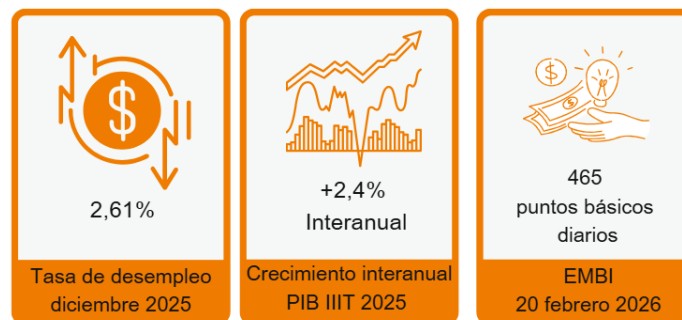 $
2,61%
Tasa de desempleo
diciembre 2025
+2,4%
Interanual
Crecimiento interanual
PIB IIIT 2025
$
$
465
puntos básicos
diarios
EMBI
20 febrero 2026